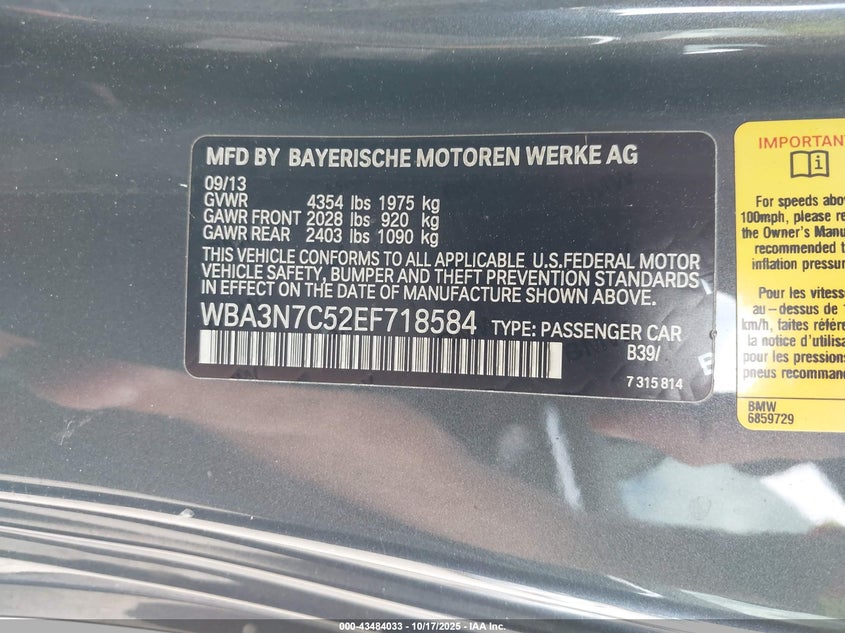 MFD BY BAYERISCHE MOTOREN WERKE AG
09/13
GVWR 4354 lbs 1975 kg
GAWR FRONT 2028 lbs 920 kg
GAWR REAR 2403 lbs 1090 kg
THIS VEHICLE CONFORMS TO ALL APPLICABLE U.S.FEDERAL MOTOR
VEHICLE SAFETY, BUMPER AND THEFT PREVENTION STANDARDS
IN EFFECT ON THE DATE OF MANUFACTURE SHOWN ABOVE.
WBA3N7C52EF718584 TYPE: PASSENGER CAR
B39/
7 315 814
IMPORTAN
For speeds abov
100mph, please re
the Owner's Manu
recommended t
inflation pressur
Pour les vitesse
au-dessus de 1
km/h, faites référe
la notice d'utilisat
pour les pressions
pneus recommand
BMW
6859729
000-43484033 - 10/17/2025 - IAA Inc.